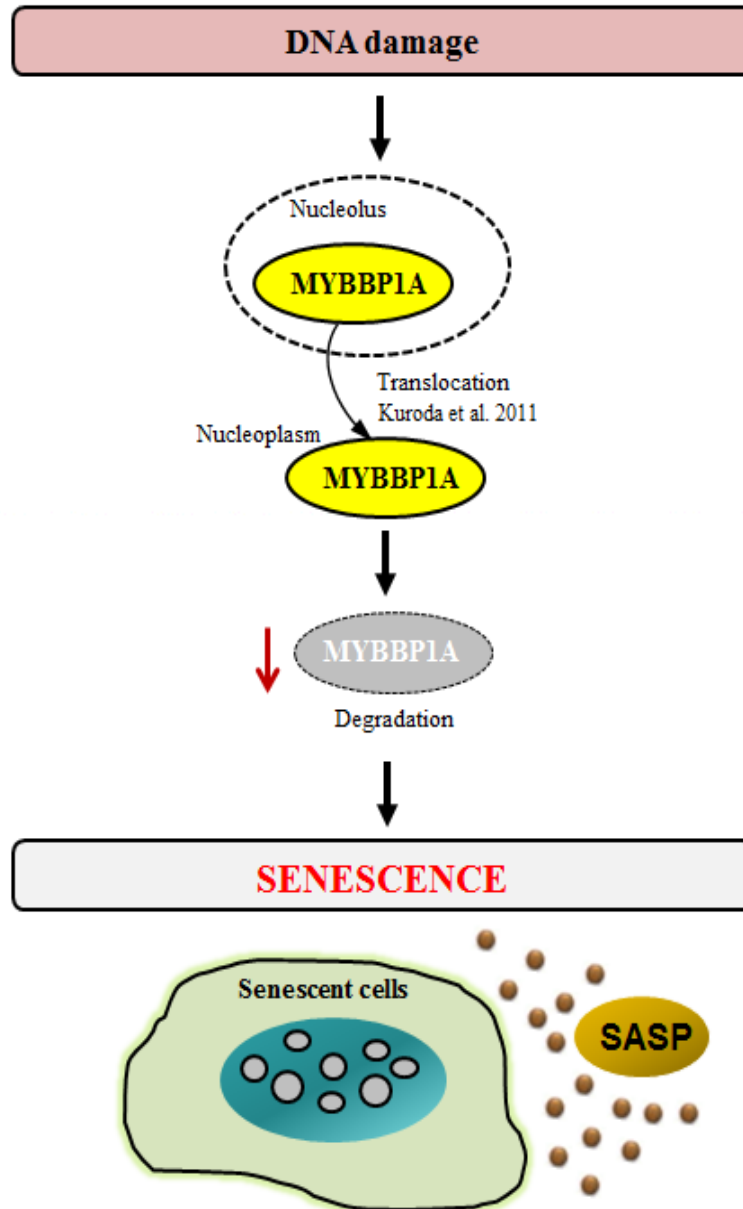 DNA damage
Nucleolus
MYBBP1A
Translocation
Kuroda et al. 2011
Nucleoplasm
MYBBP1A
MYBBP1A
Degradation
SENESCENCE
Senescent cells
SASP